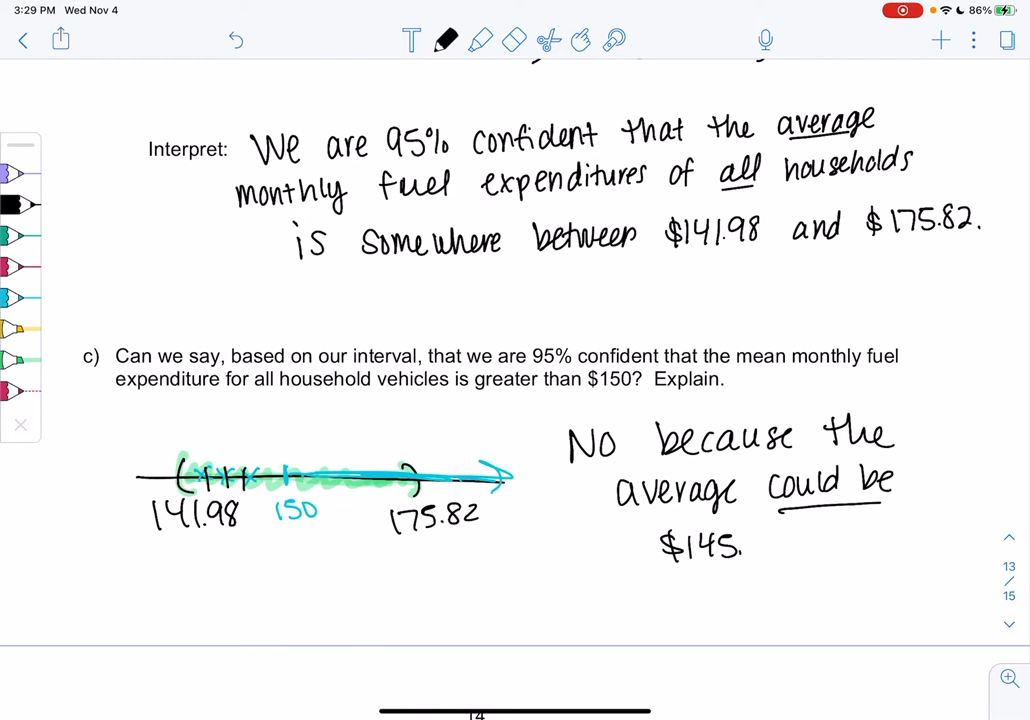 3:29 PM Wed Nov 4
86%
T
Interpret: We are 95% confident that the average
monthly fuel expenditures of all households
is somewhere between $141.98 and $175.82.
c) Can we say, based on our interval, that we are 95% confident that the mean monthly fuel
expenditure for all household vehicles is greater than $150? Explain.
No because the
average could be
$145.
141.98 150 175.82
13
/
15
14